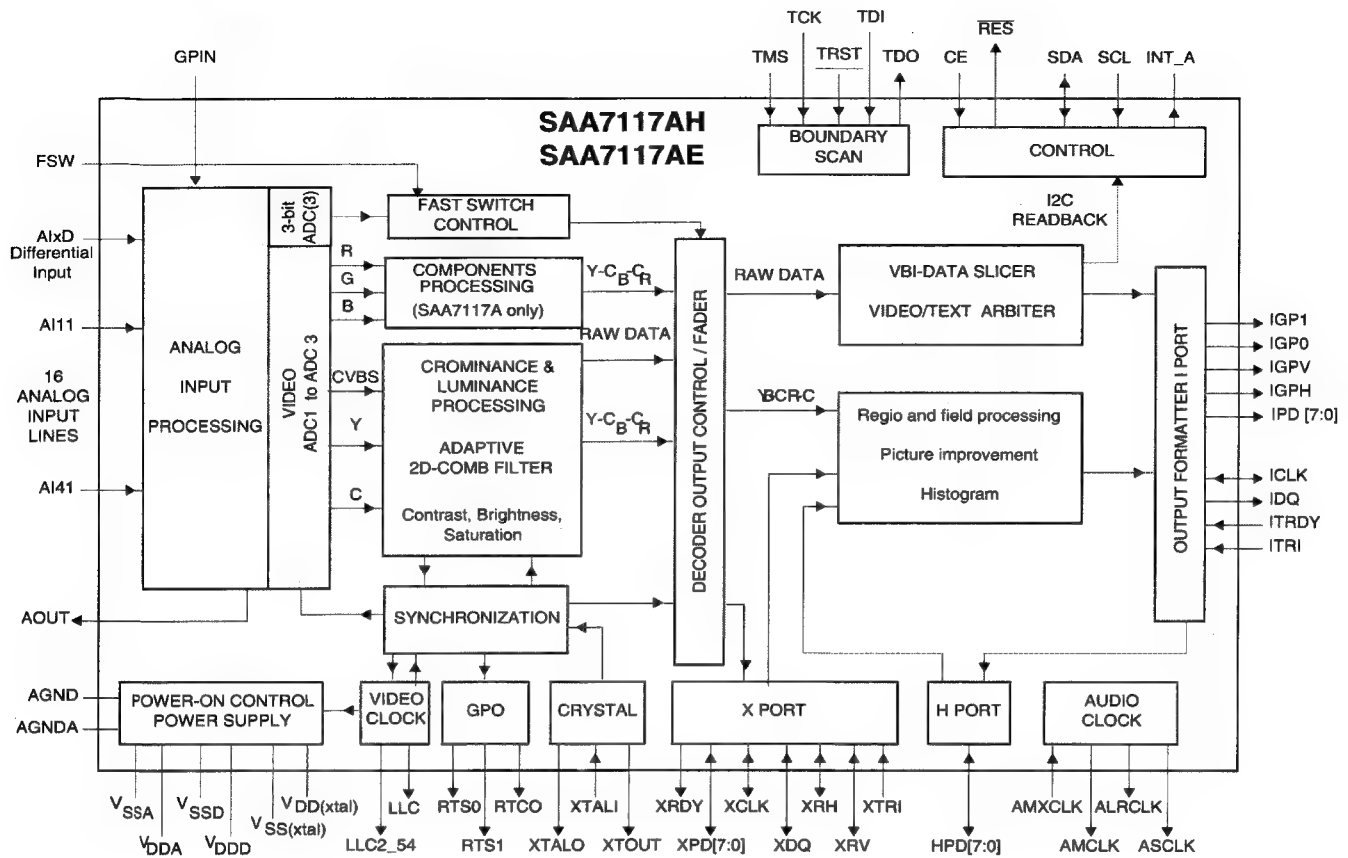 TCK TDI RES
GPIN TMS TRST TDO CE SDA SCL INT_A
SAA7117AH
SAA7117AE
BOUNDARY
SCAN
CONTROL
FSW
3-bit
ADC(3)
FAST SWITCH
CONTROL
I2C
READBACK
AIxD
Differential
Input
R
G
B
COMPONENTS
PROCESSING
(SAA7117A only)
Y-CB-CR
RAW DATA
VBI-DATA SLICER
VIDEO/TEXT ARBITER
AI11
RAW DATA
16
ANALOG
INPUT
LINES
ANALOG
INPUT
PROCESSING
VIDEO
ADC1 to ADC 3
CVBS
Y
C
CROMINANCE &
LUMINANCE
PROCESSING
ADAPTIVE
2D-COMB FILTER
Contrast, Brightness,
Saturation
Y-CB-CR
DECODER OUTPUT CONTROL / FADER
YBCR-C
Regio and field processing
Picture improvement
Histogram
OUTPUT FORMATTER I PORT
IGP1
IGP0
IGPV
IGPH
IPD [7:0]
ICLK
IDQ
ITRDY
ITRI
AI41
AOUT
SYNCHRONIZATION
AGND
AGNDA
POWER-ON CONTROL
POWER SUPPLY
VIDEO
CLOCK
GPO
CRYSTAL
X PORT
H PORT
AUDIO
CLOCK
VSSA VSSD VDD(xtal) LLC RTS0 RTCO XTALI XRDY XCLK XRH XTRI AMXCLK ALRCLK
VDDA VDDD VSS(xtal) LLC2_54 RTS1 XTALO XTOUT XPD[7:0] XDQ XRV HPD[7:0] AMCLK ASCLK